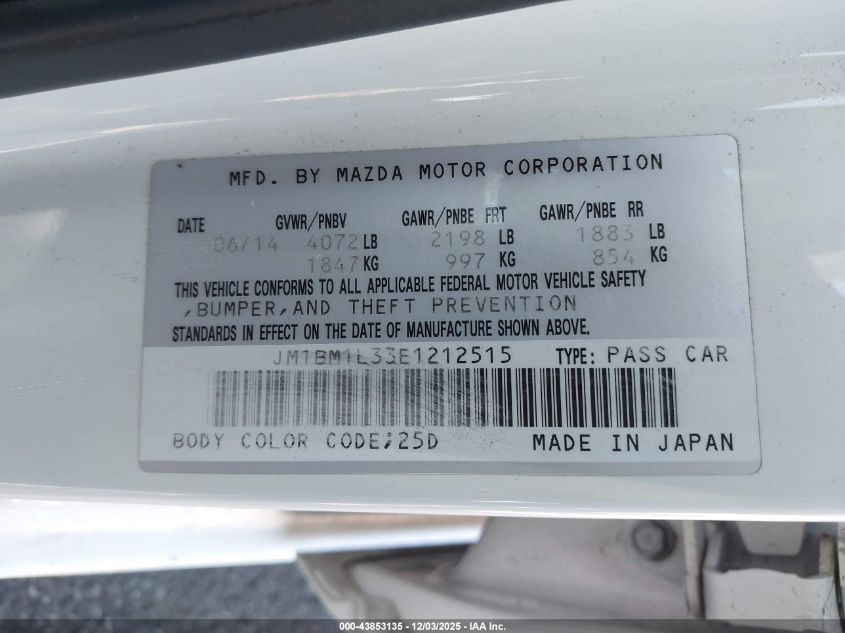 MFD. BY MAZDA MOTOR CORPORATION
DATE GVWR/PNBV GAWR/PNBE FRT GAWR/PNBE RR
06/14 4072 LB 2198 LB 1883 LB
1847 KG 997 KG 854 KG
THIS VEHICLE CONFORMS TO ALL APPLICABLE FEDERAL MOTOR VEHICLE SAFETY
,BUMPER,AND THEFT PREVENTION
STANDARDS IN EFFECT ON THE DATE OF MANUFACTURE SHOWN ABOVE.
JM1BM1L33E1212515 TYPE: PASS CAR
BODY COLOR CODE;25D MADE IN JAPAN
000-43853135 - 12/03/2025 - IAA Inc.